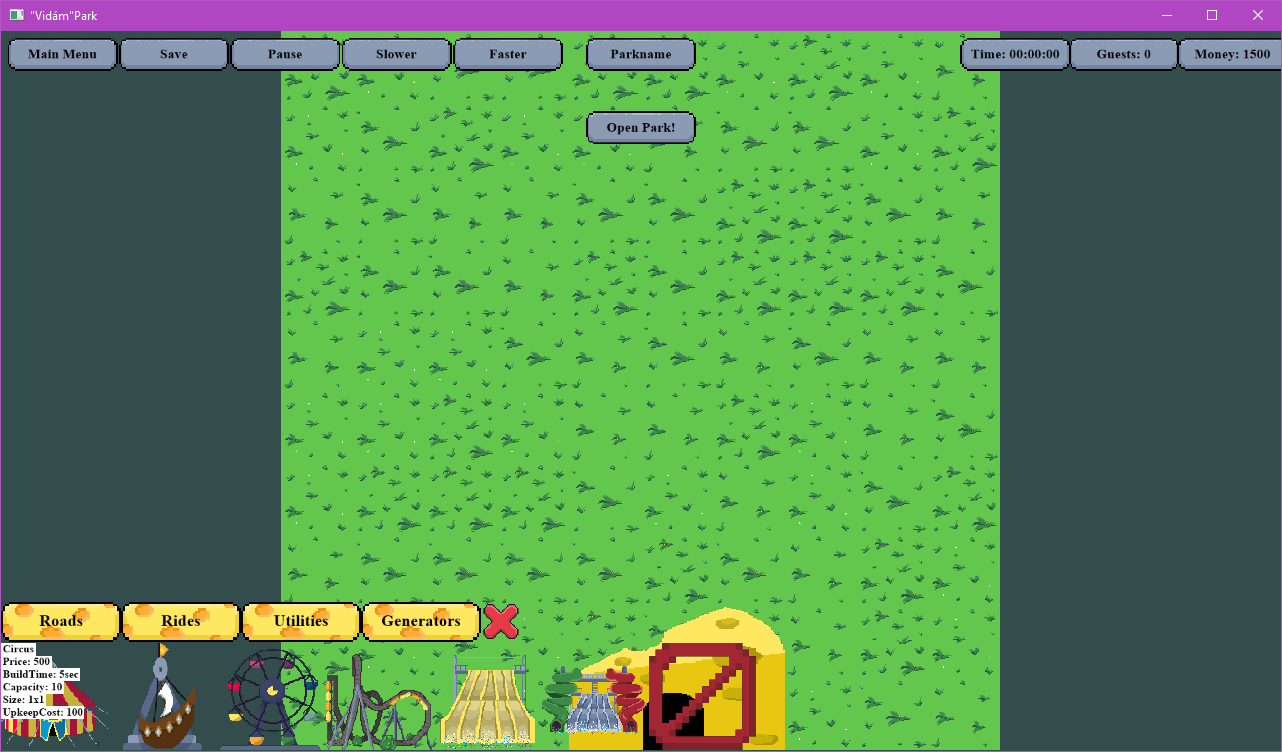 "Vidám"Park
Main Menu
Save
Pause
Slower
Faster
Parkname
Time: 00:00:00
Guests: 0
Money: 1500
Open Park!
Roads
Rides
Utilities
Generators
Circus
Price: 500
BuildTime: 5sec
Capacity: 10
Size: 1x1
UpkeepCost: 100